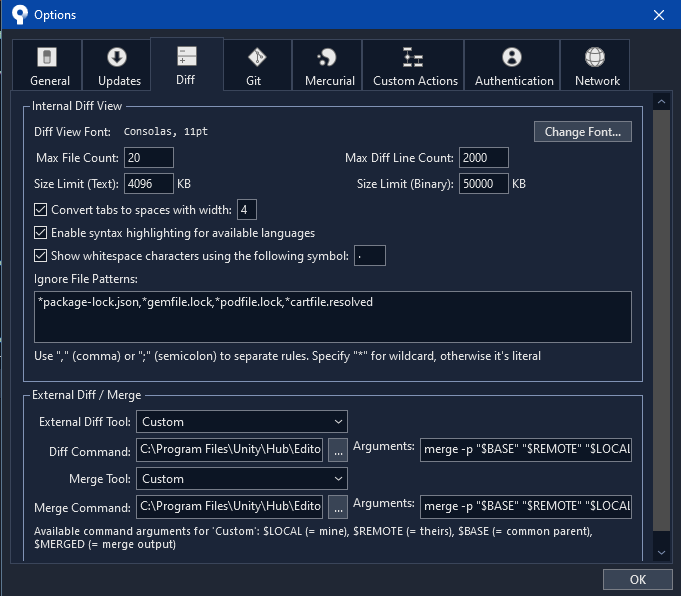 Options
General Updates Diff Git Mercurial Custom Actions Authentication Network
Internal Diff View
Diff View Font: Consolas, 11pt Change Font...
Max File Count: 20 Max Diff Line Count: 2000
Size Limit (Text): 4096 KB Size Limit (Binary): 50000 KB
Convert tabs to spaces with width: 4
Enable syntax highlighting for available languages
Show whitespace characters using the following symbol: .
Ignore File Patterns:
*package-lock.json,*gemfile.lock,*podfile.lock,*cartfile.resolved
Use "," (comma) or ";" (semicolon) to separate rules. Specify "*" for wildcard, otherwise it's literal
External Diff / Merge
External Diff Tool: Custom
Diff Command: C:\Program Files\Unity\Hub\Edito ... Arguments: merge -p "$BASE" "$REMOTE" "$LOCAL
Merge Tool: Custom
Merge Command: C:\Program Files\Unity\Hub\Edito ... Arguments: merge -p "$BASE" "$REMOTE" "$LOCAL
Available command arguments for 'Custom': $LOCAL (= mine), $REMOTE (= theirs), $BASE (= common parent),
$MERGED (= merge output)
OK